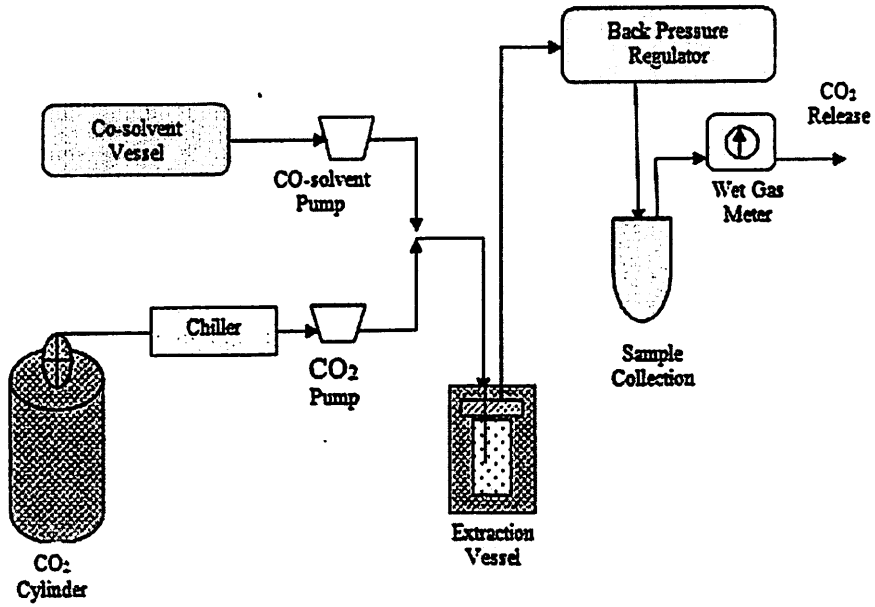 Back Pressure
Regulator
CO₂
Release
Co-solvent
Vessel
CO-solvent
Pump
Wet Gas
Meter
Chiller
CO₂
Pump
Sample
Collection
Extraction
Vessel
CO₂
Cylinder